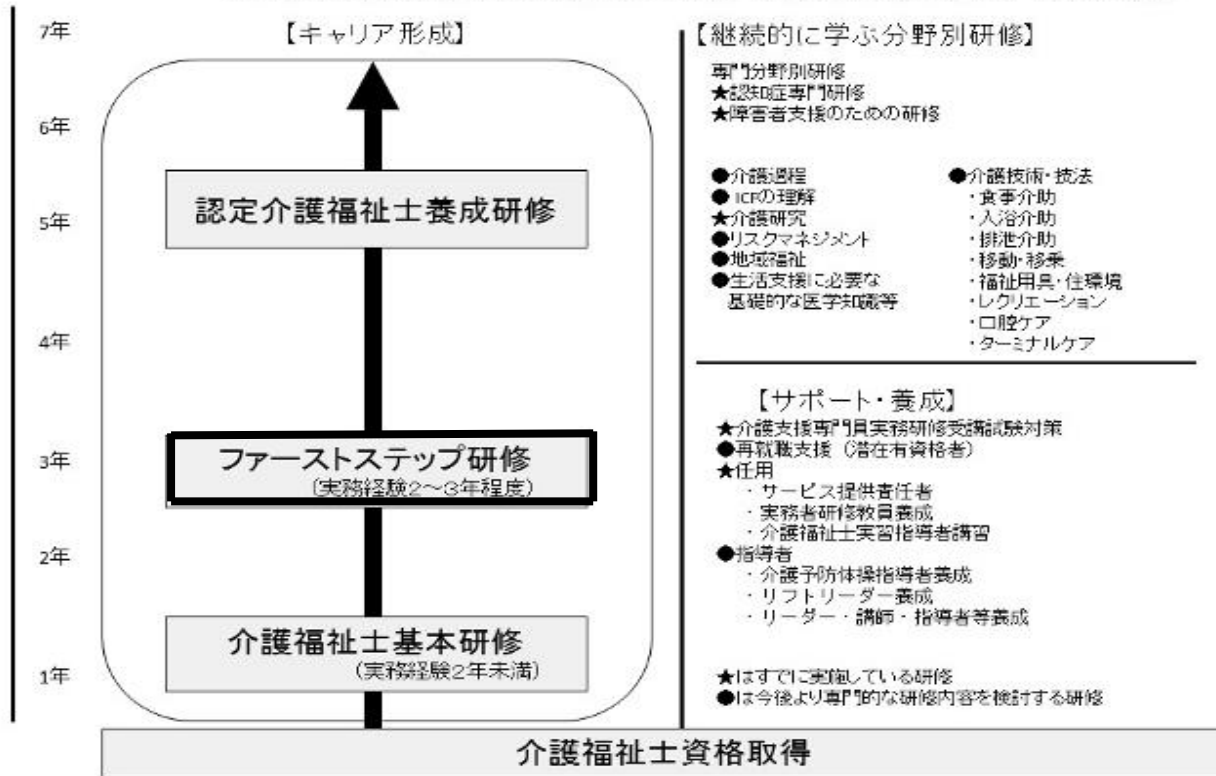 7年
6年
5年
4年
3年
2年
1年
【キャリア形成】
認定介護福祉士養成研修
ファーストステップ研修
(実務経験2〜3年程度)
介護福祉士基本研修
(実務経験2年未満)
【継続的に学ぶ分野別研修】
専門分野別研修
★認知症専門研修
★障害者支援のための研修
●介護過程
●ICFの理解
★介護研究
●リスクマネジメント
●地域福祉
●生活支援に必要な
基礎的な医学知識等
●介護技術・技法
・食事介助
・入浴介助
・排泄介助
・移動・移乗
・福祉用具・住環境
・レクリエーション
・口腔ケア
・ターミナルケア
【サポート・養成】
★介護支援専門員実務研修受講試験対策
●再就職支援（潜在有資格者）
★任用
・サービス提供責任者
・実務者研修教員養成
・介護福祉士実習指導者講習
●指導者
・介護予防体操指導者養成
・リフトリーダー養成
・リーダー・講師・指導者等養成
★はすでに実施している研修
●は今後より専門的な研修内容を検討する研修
介護福祉士資格取得